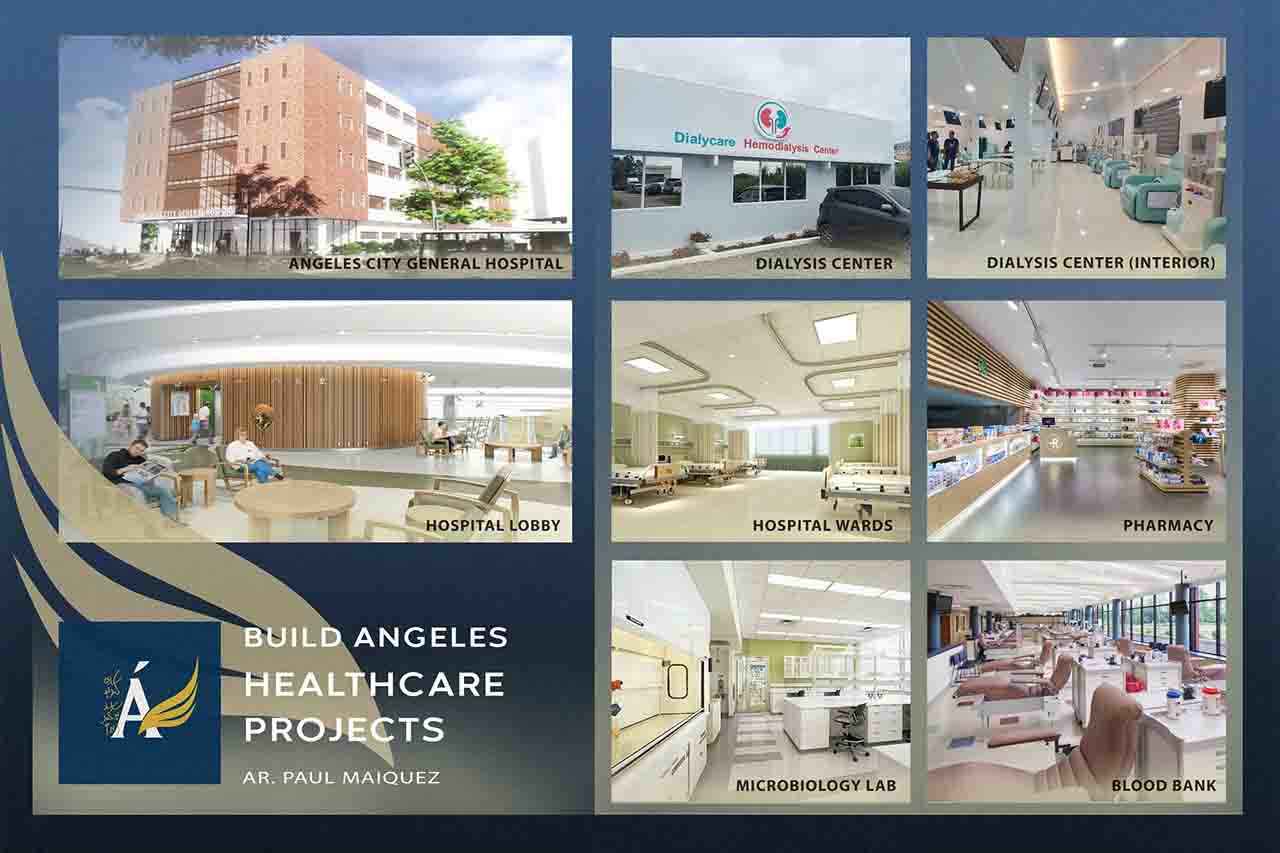 ANGELES CITY GENERAL HOSPITAL
Dialycare Hemodialysis Center
DIALYSIS CENTER
DIALYSIS CENTER (INTERIOR)
HOSPITAL LOBBY
HOSPITAL WARDS
R
PHARMACY
MICROBIOLOGY LAB
BLOOD BANK
Á
BUILD ANGELES
HEALTHCARE
PROJECTS
AR. PAUL MAIQUEZ